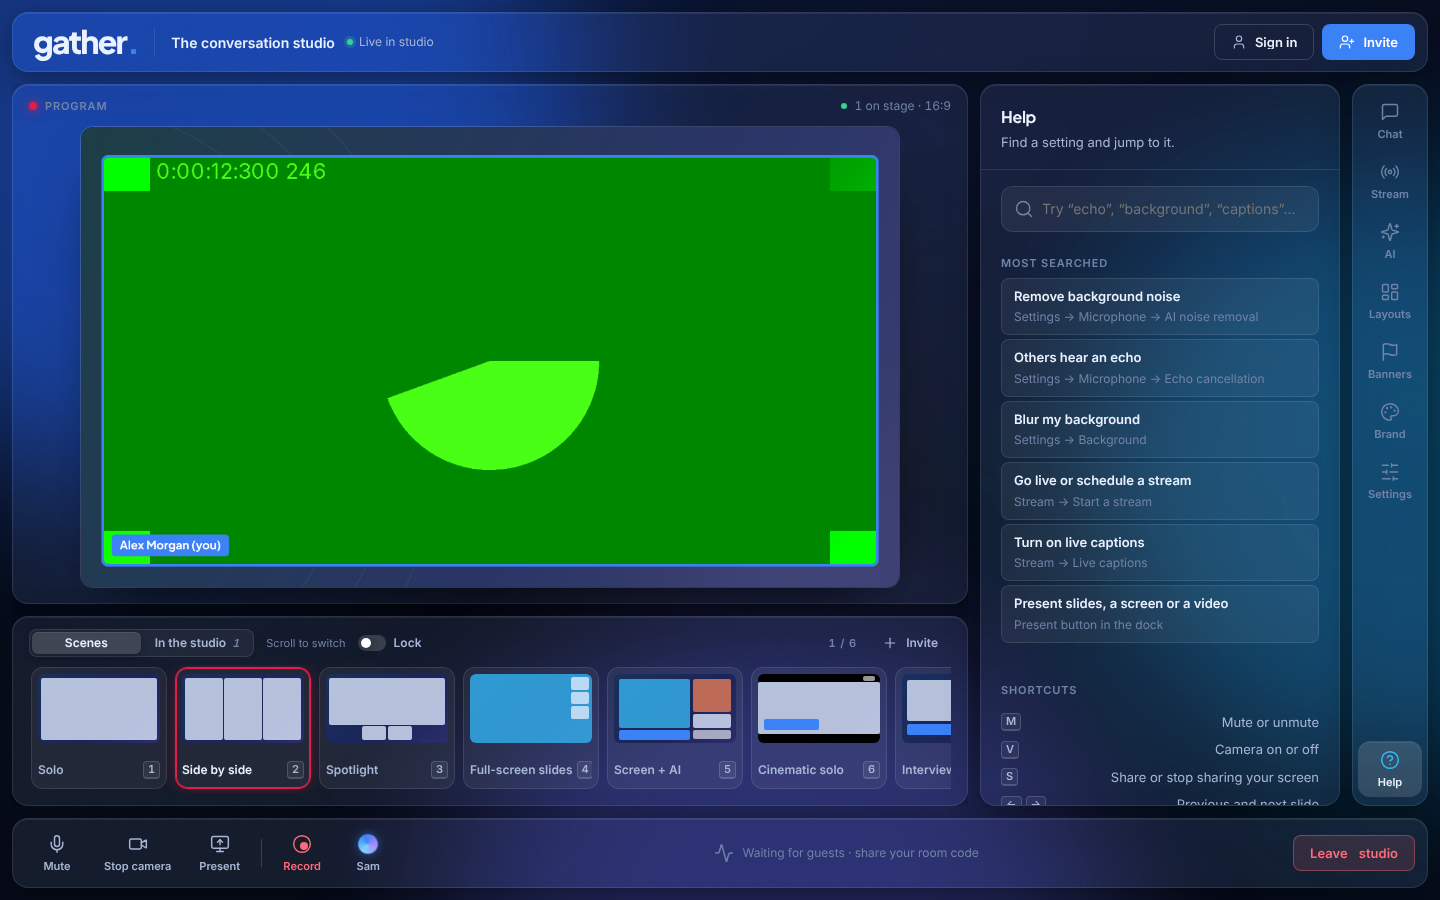 gather.
The conversation studio
Live in studio
Sign in
Invite
PROGRAM
1 on stage · 16:9
0:00:12:300 246
Alex Morgan (you)
Scenes
In the studio 1
Scroll to switch
Lock
1 / 6
Invite
Solo 1
Side by side 2
Spotlight 3
Full-screen slides 4
Screen + AI 5
Cinematic solo 6
Interview
Help
Find a setting and jump to it.
Try “echo”, “background”, “captions”...
MOST SEARCHED
Remove background noise
Settings → Microphone → AI noise removal
Others hear an echo
Settings → Microphone → Echo cancellation
Blur my background
Settings → Background
Go live or schedule a stream
Stream → Start a stream
Turn on live captions
Stream → Live captions
Present slides, a screen or a video
Present button in the dock
SHORTCUTS
M Mute or unmute
V Camera on or off
S Share or stop sharing your screen
← → Previous and next slide
Chat
Stream
AI
Layouts
Banners
Brand
Settings
Help
Mute
Stop camera
Present
Record
Sam
Waiting for guests · share your room code
Leave studio